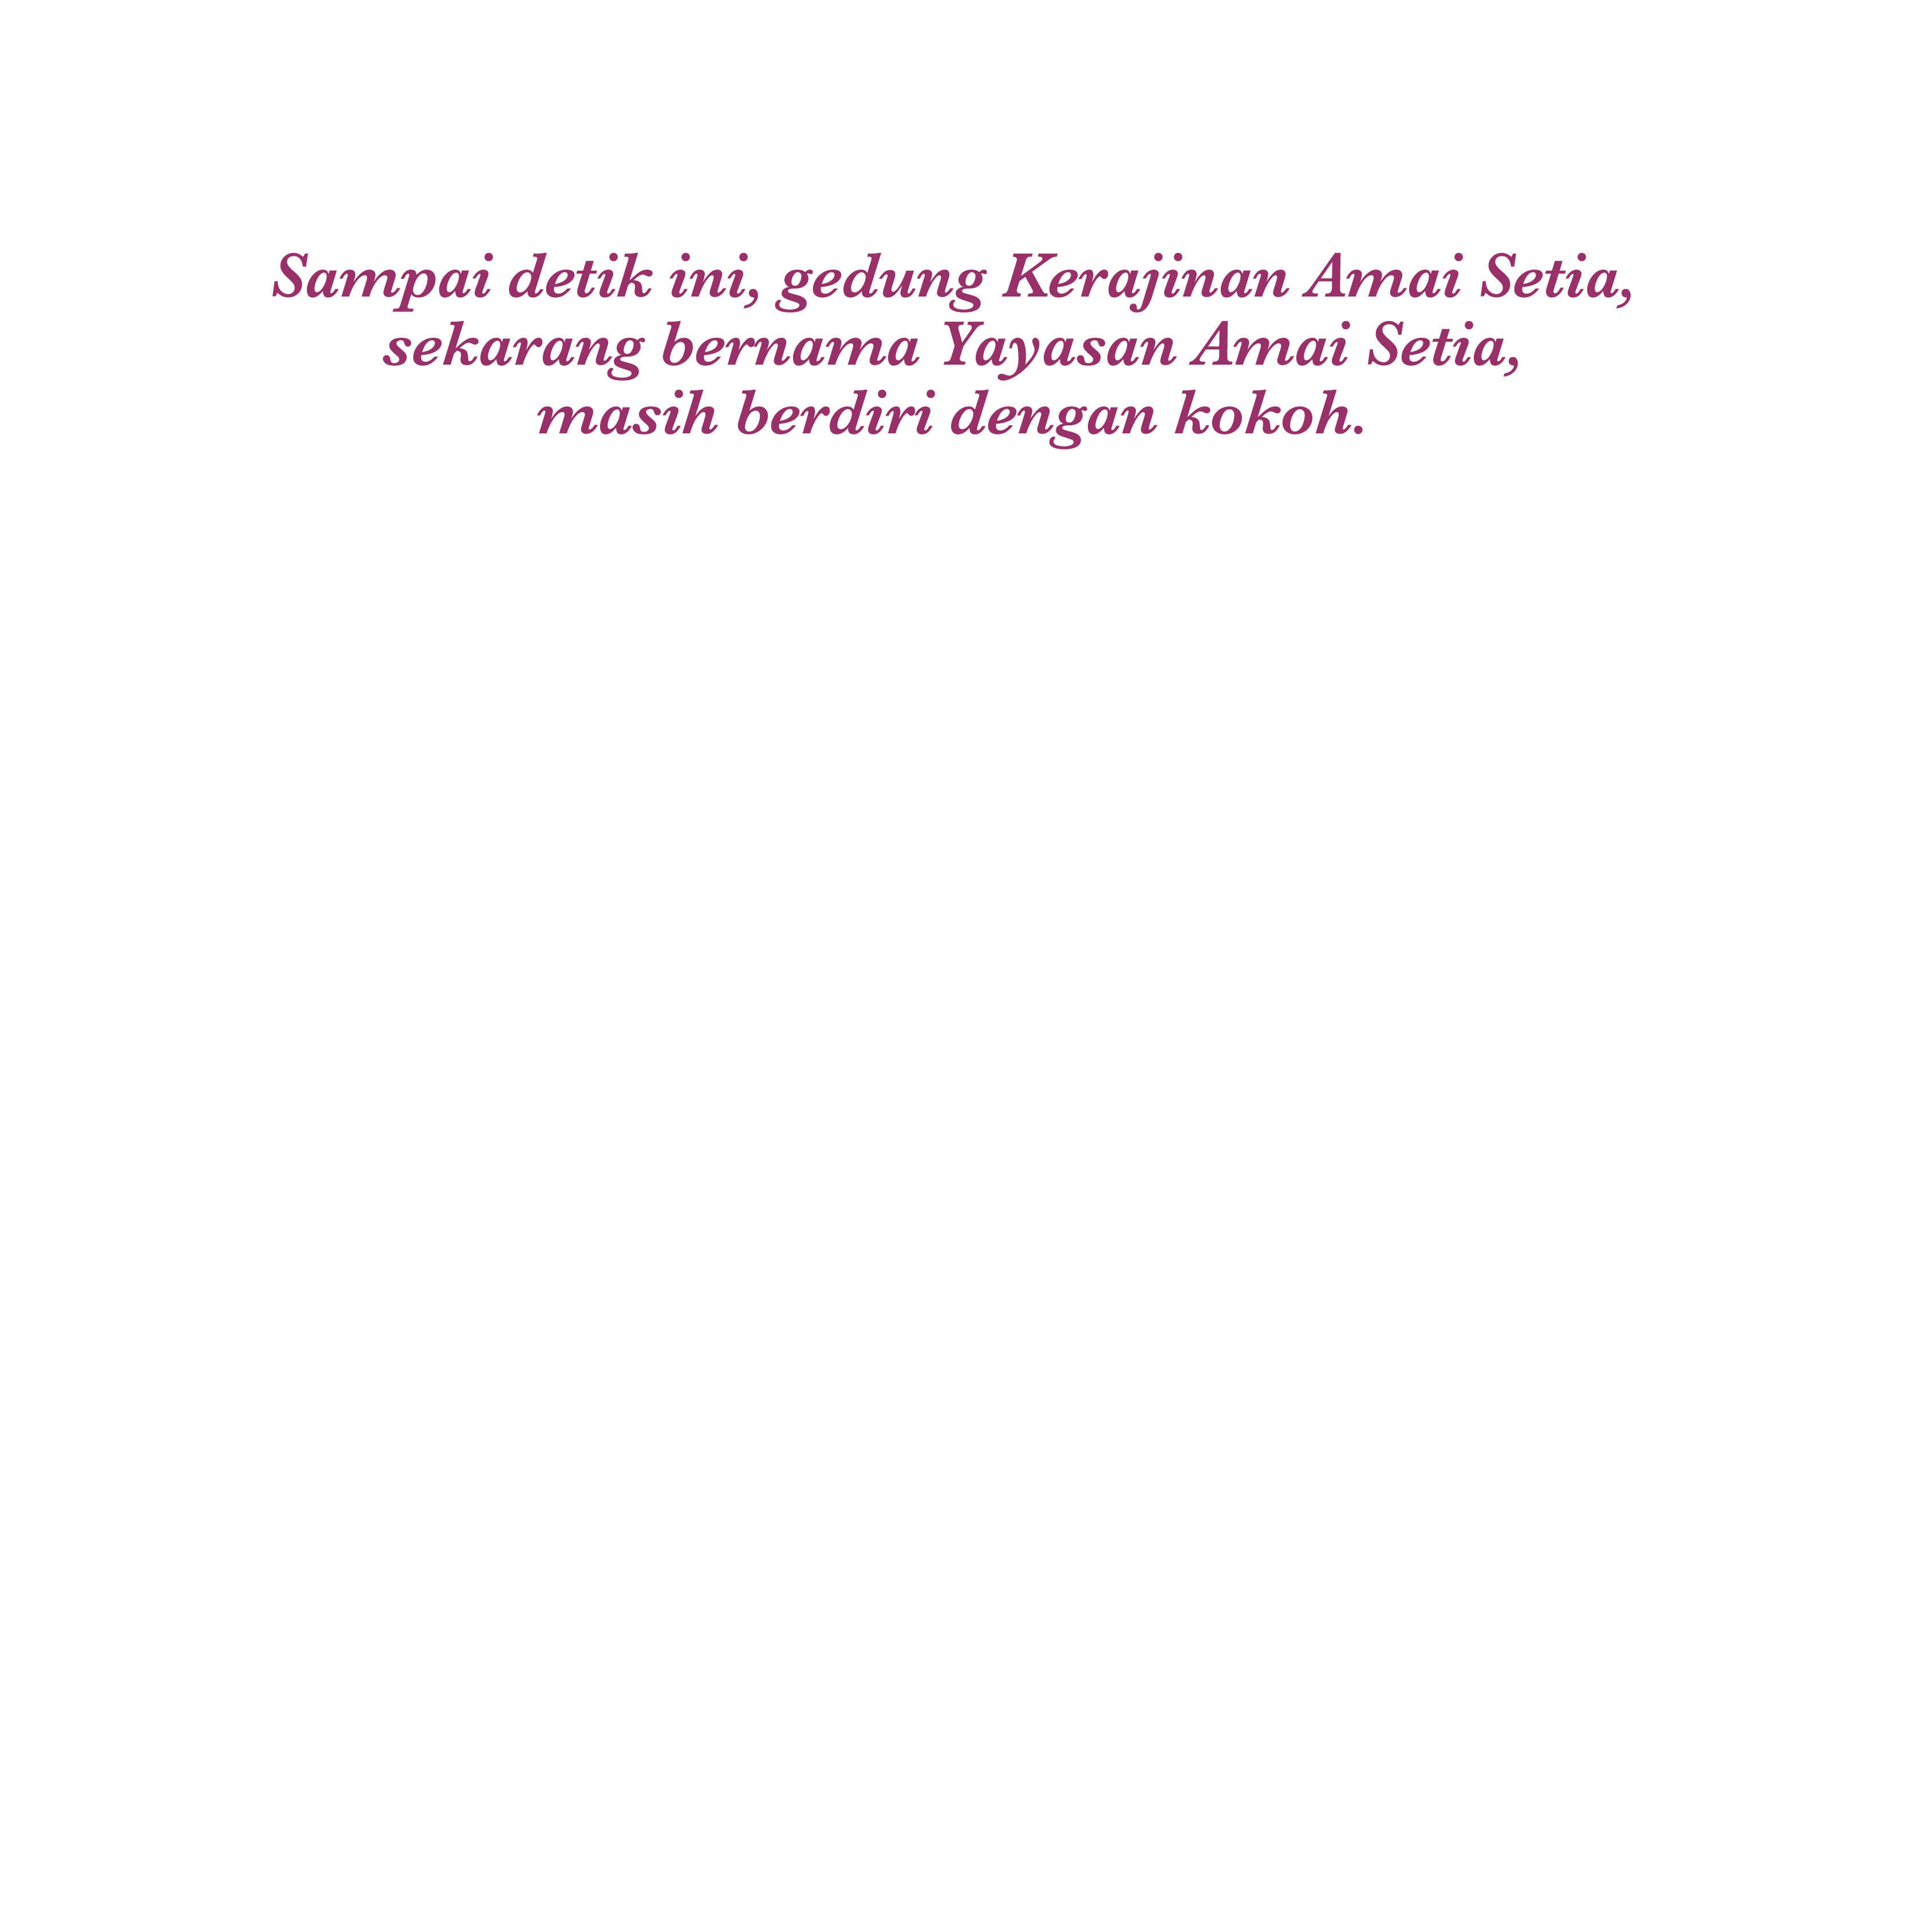 Sampai detik ini, gedung Kerajinan Amai Setia,
sekarang bernama Yayasan Amai Setia,
masih berdiri dengan kokoh.